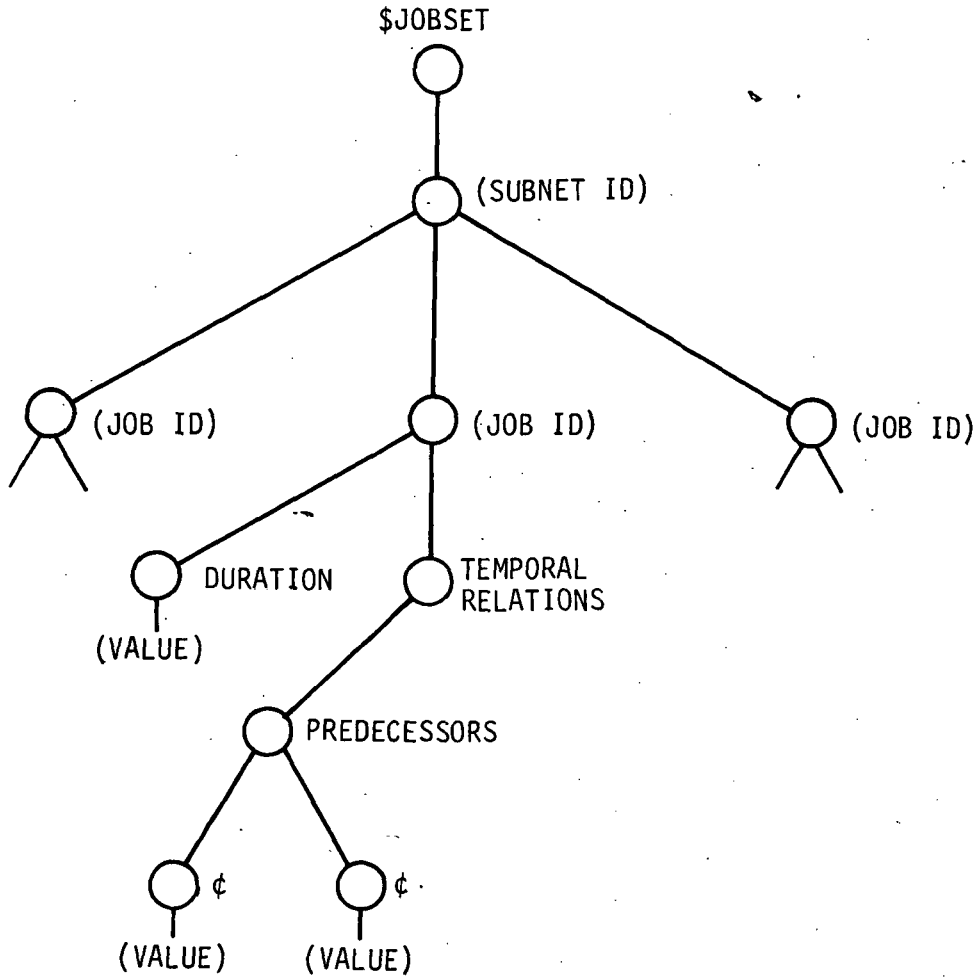 $JOBSET
(SUBNET ID)
(JOB ID)
(JOB ID)
(JOB ID)
DURATION
TEMPORAL
RELATIONS
(VALUE)
PREDECESSORS
¢
¢
(VALUE)
(VALUE)